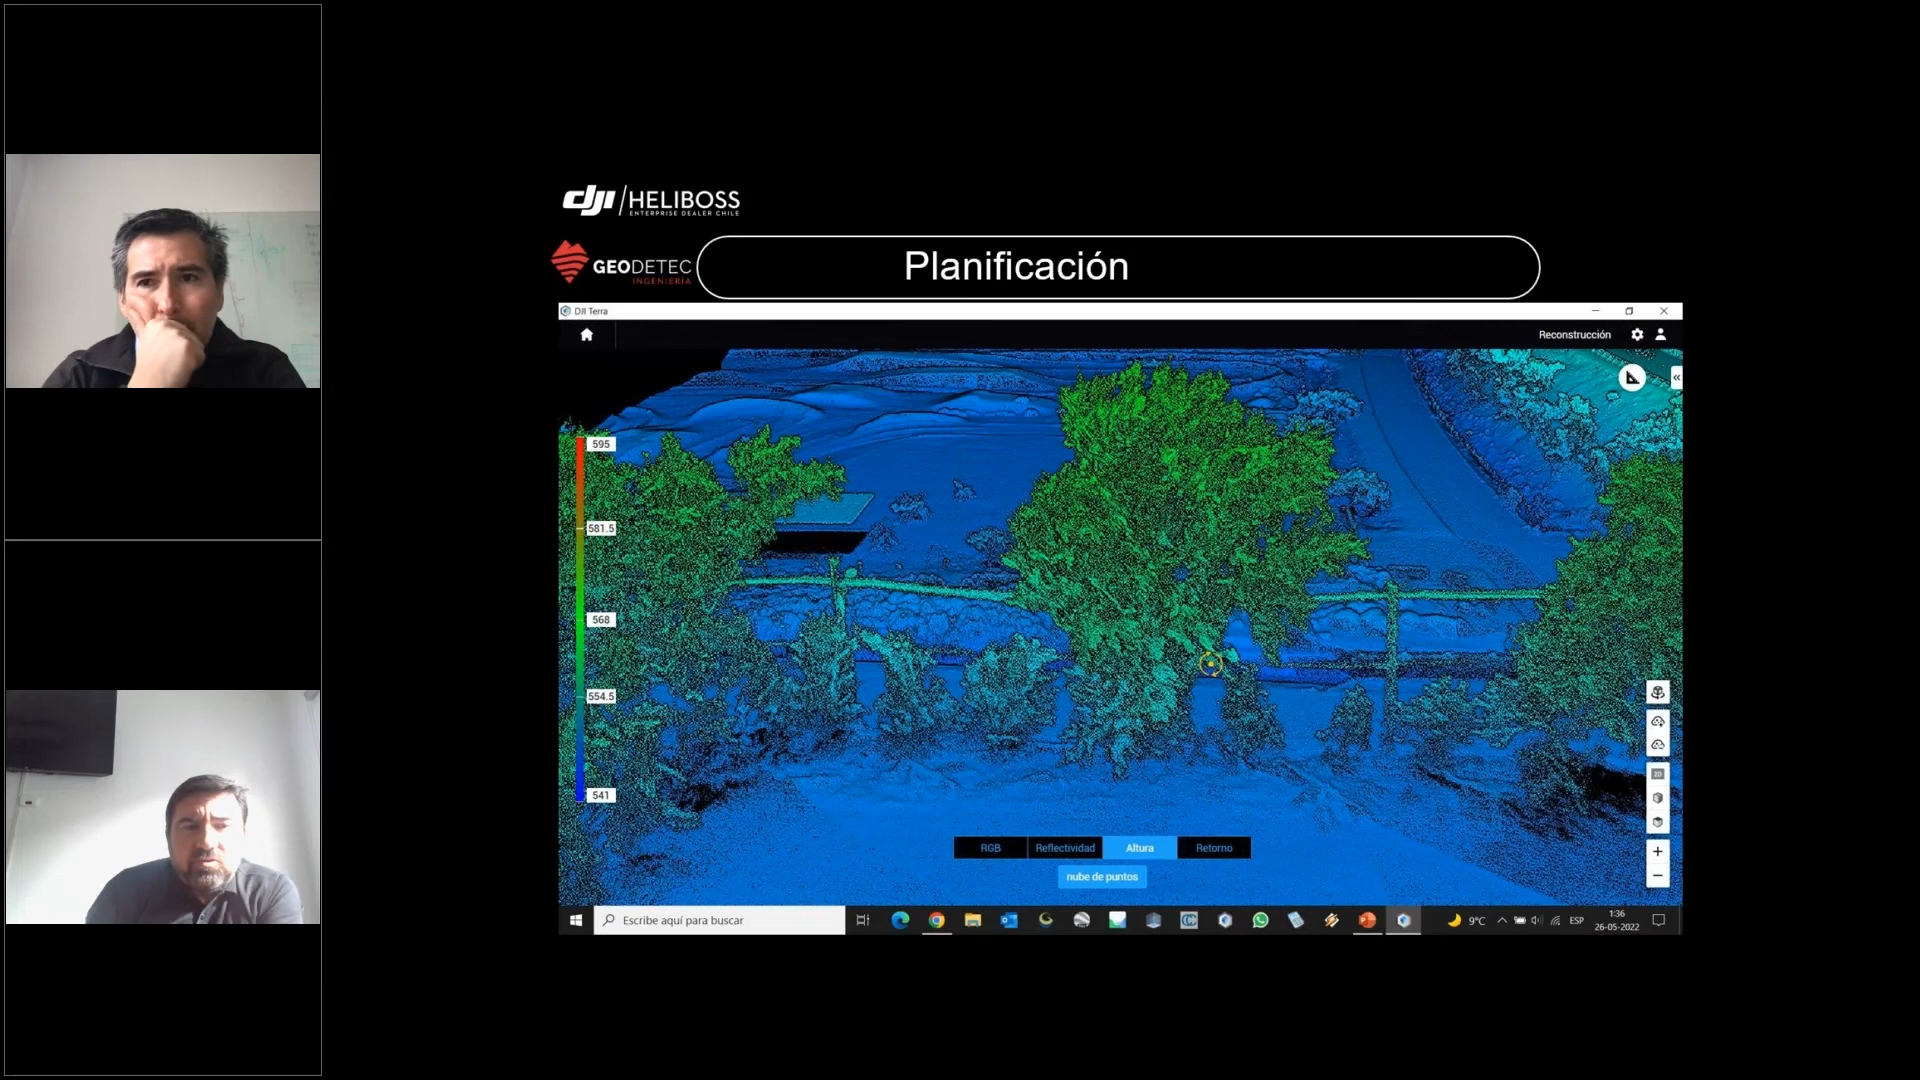 dji / HELIBOSS
ENTERPRISE DEALER CHILE
GEODETEC
INGENIERÍA
Planificación
DJI Terra
Reconstrucción
595
581.5
568
554.5
541
2D
RGB
Reflectividad
Altura
Retorno
nube de puntos
Escribe aquí para buscar
9°C
ESP
1:36
26-05-2022